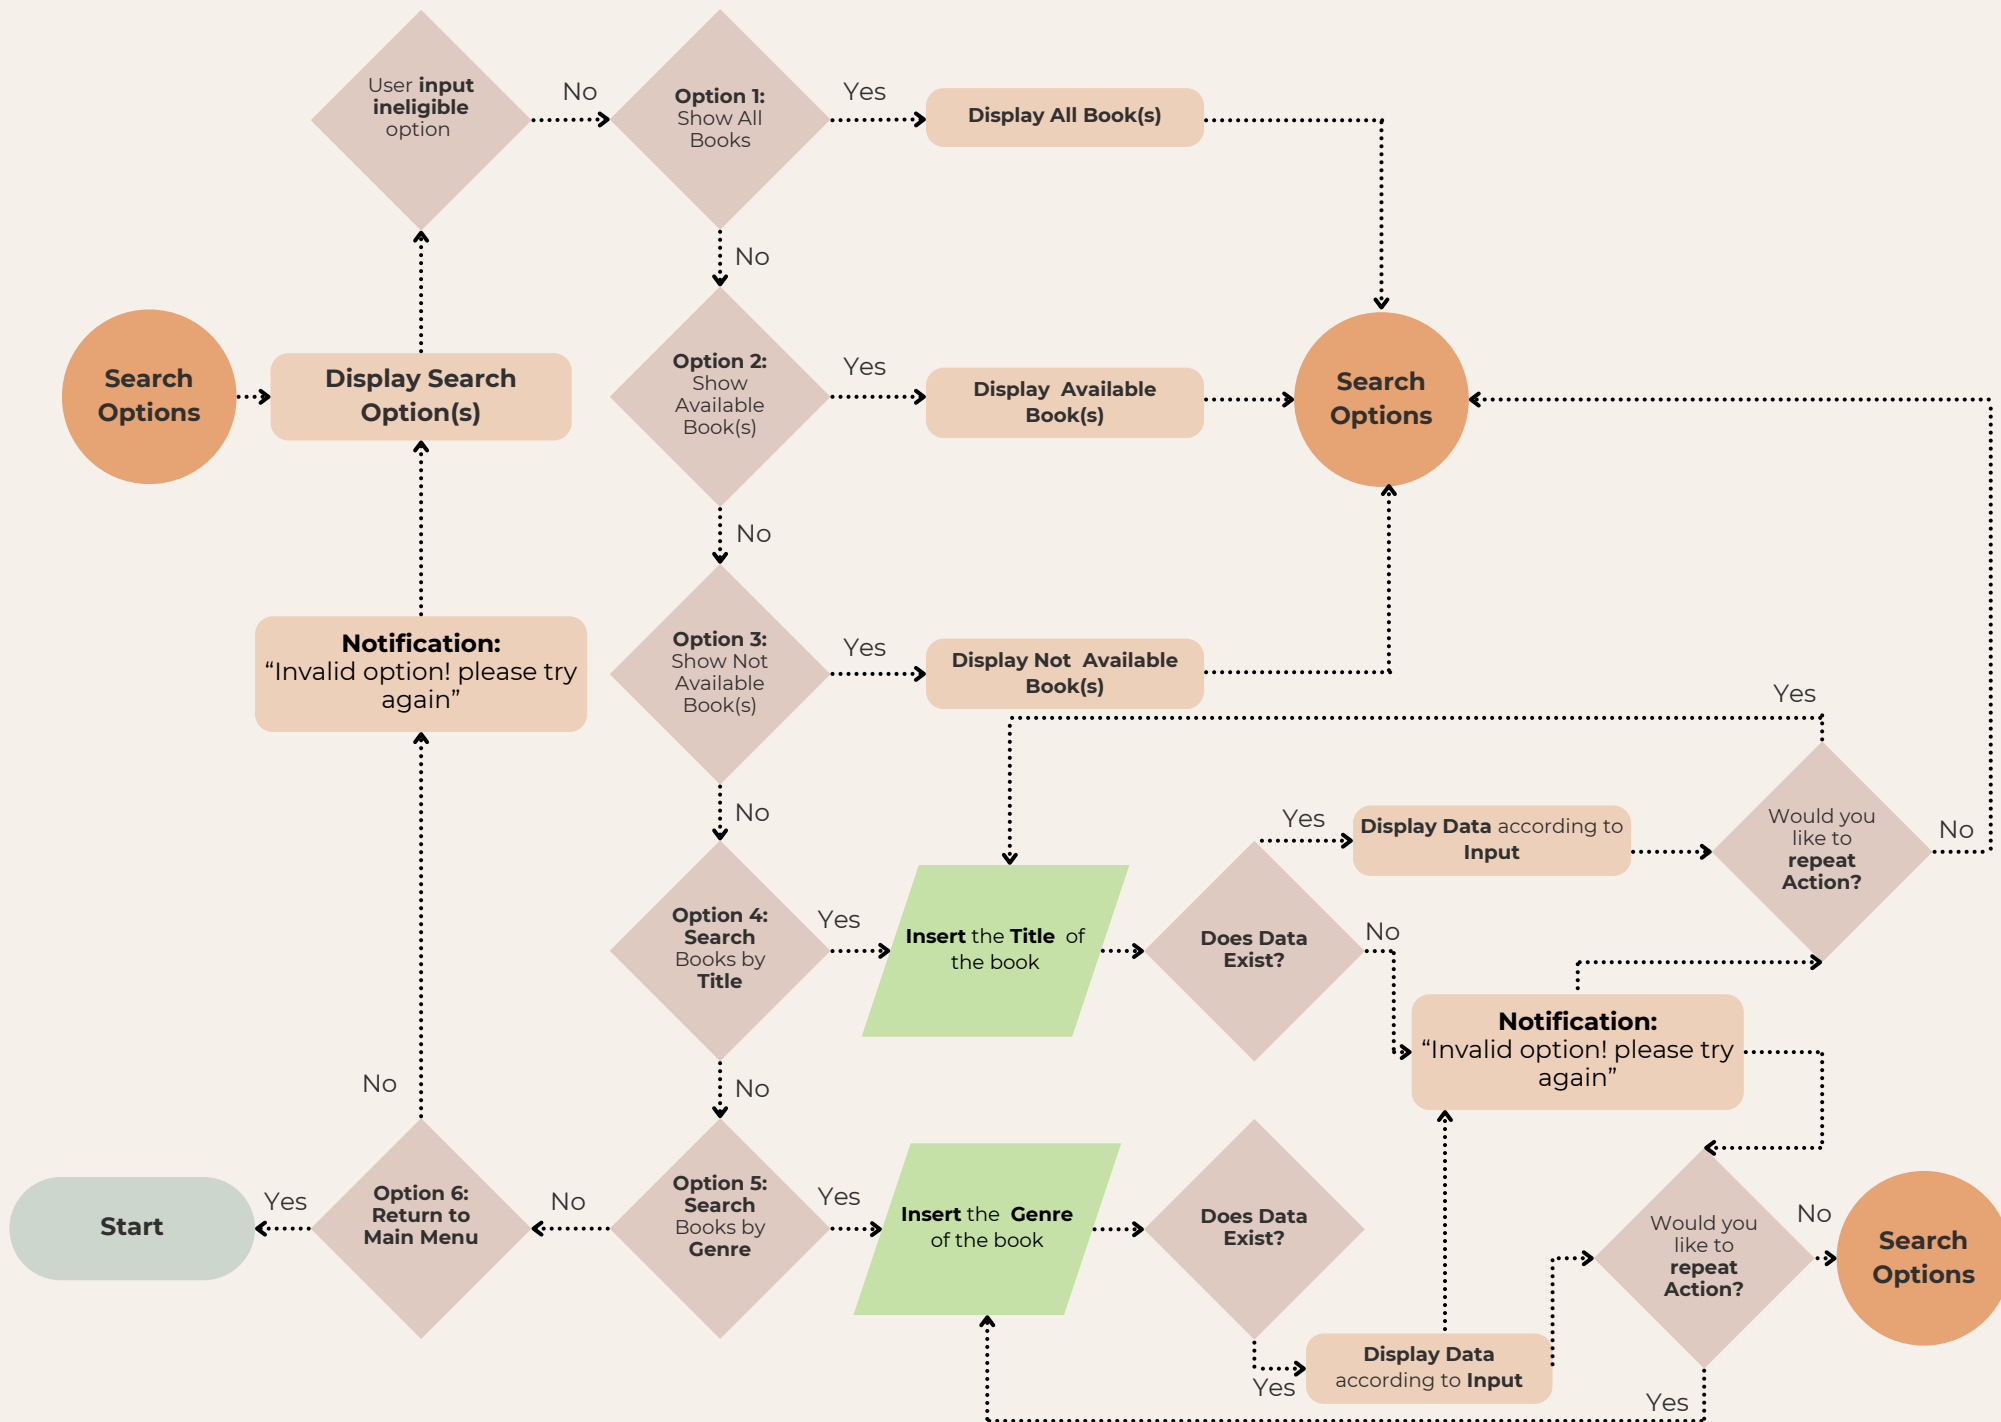 User input
ineligible
option
No
Option 1:
Show All
Books
Yes
Display All Book(s)
No
Search
Options
Display Search
Option(s)
Option 2:
Show
Available
Book(s)
Yes
Display Available
Book(s)
Search
Options
No
Notification:
“Invalid option! please try
again”
Option 3:
Show Not
Available
Book(s)
Yes
Display Not Available
Book(s)
Yes
No
Yes
Display Data according to
Input
Would you
like to
repeat
Action?
No
Option 4:
Search
Books by
Title
Yes
Insert the Title of
the book
Does Data
Exist?
No
Notification:
“Invalid option! please try
again”
No
No
Start
Yes
Option 6:
Return to
Main Menu
No
Option 5:
Search
Books by
Genre
Yes
Insert the Genre
of the book
Does Data
Exist?
Would you
like to
repeat
Action?
No
Search
Options
Yes
Display Data
according to Input
Yes